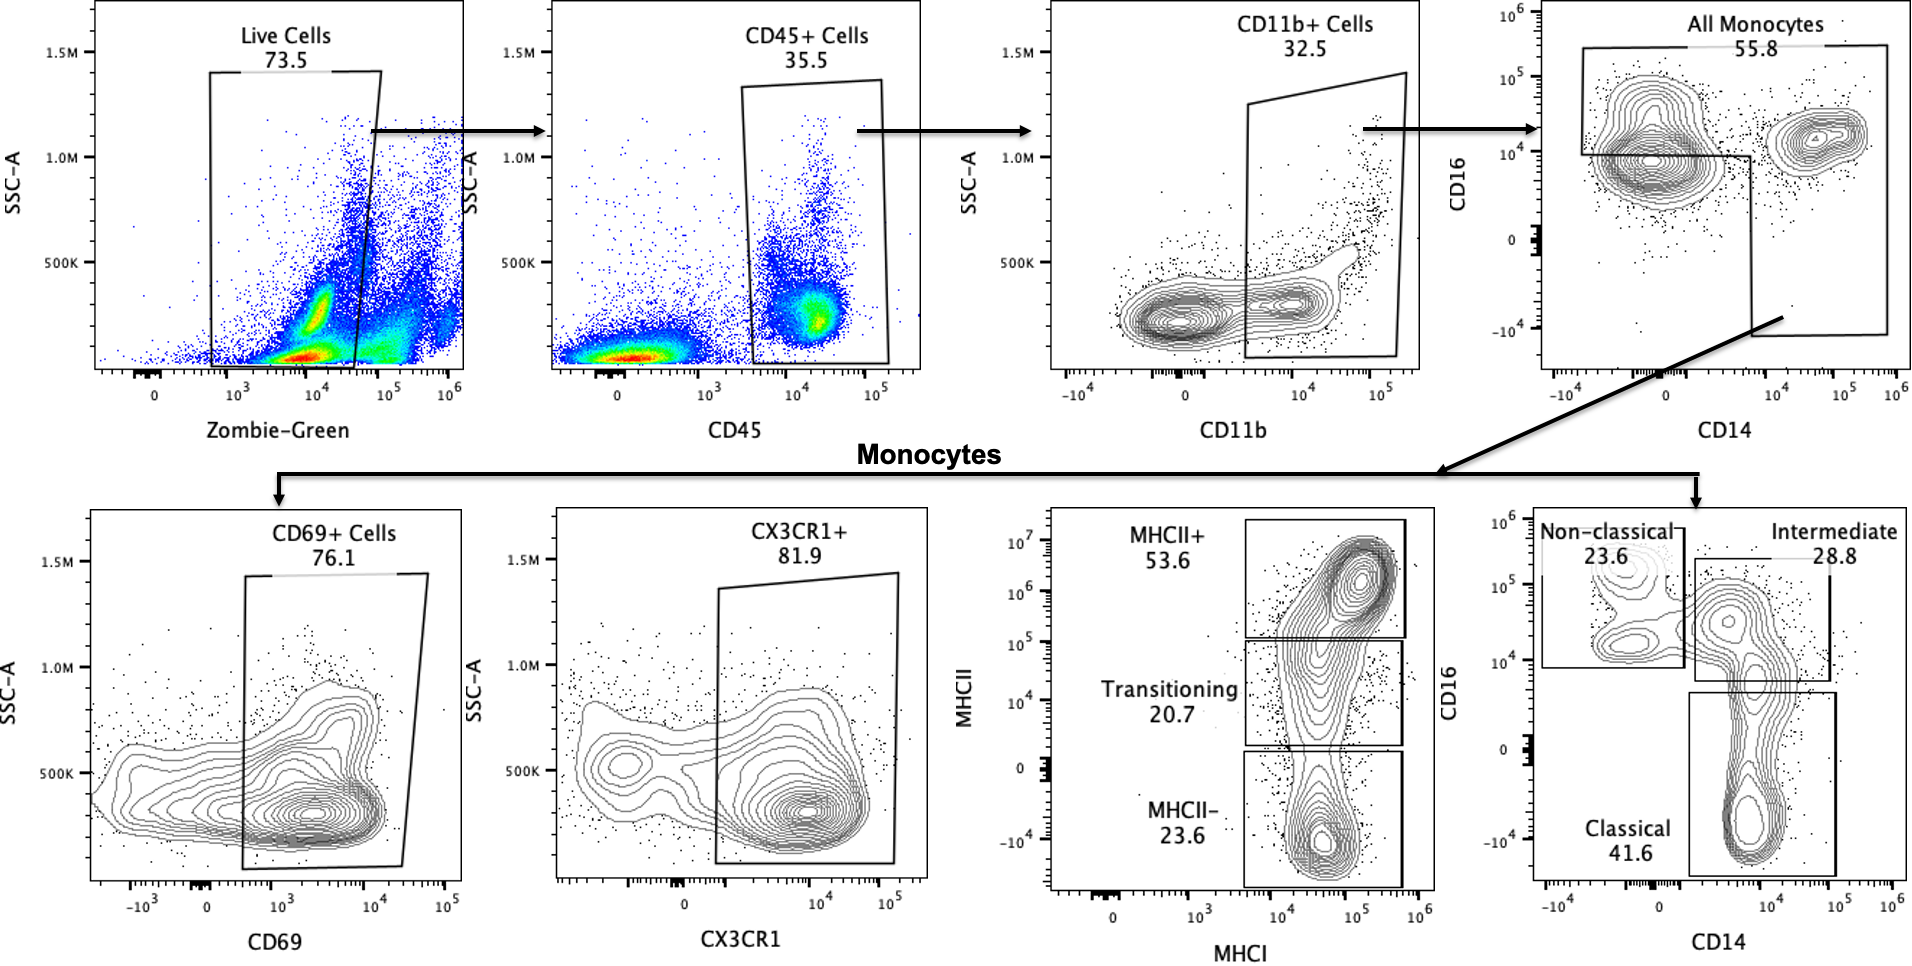 Live Cells
73.5
SSC-A
1.5M
1.0M
500K
0
10³
10⁴
10⁵
10⁶
Zombie-Green
CD45+ Cells
35.5
SSC-A
1.5M
1.0M
500K
0
10³
10⁴
10⁵
CD45
CD11b+ Cells
32.5
SSC-A
1.5M
1.0M
500K
-10⁴
0
10⁴
10⁵
CD11b
All Monocytes
55.8
CD16
10⁶
10⁵
10⁴
0
-10⁴
-10⁴
0
10⁴
10⁵
10⁶
CD14
Monocytes
CD69+ Cells
76.1
SSC-A
1.5M
1.0M
500K
-10³
0
10³
10⁴
10⁵
CD69
CX3CR1+
81.9
SSC-A
1.5M
1.0M
500K
0
10⁴
10⁵
CX3CR1
MHCII+
53.6
Transitioning
20.7
MHCII-
23.6
MHCII
10⁷
10⁶
10⁵
10⁴
0
-10⁴
0
10³
10⁴
10⁵
10⁶
MHCI
Non-classical
23.6
Intermediate
28.8
Classical
41.6
CD16
10⁶
10⁵
10⁴
0
-10⁴
-10⁴
0
10⁴
10⁵
10⁶
CD14